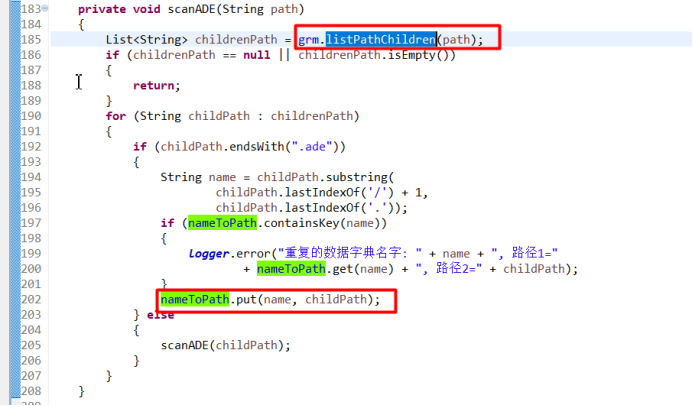 183 private void scanADE(String path)
184 {
185 List<String> childrenPath = grm.listPathChildren(path);
186 if (childrenPath == null || childrenPath.isEmpty())
187 {
188 return;
189 }
190 for (String childPath : childrenPath)
191 {
192 if (childPath.endsWith(".ade"))
193 {
194 String name = childPath.substring(
195 childPath.lastIndexOf('/') + 1,
196 childPath.lastIndexOf('.'));
197 if (nameToPath.containsKey(name))
198 {
199 Logger.error("重复的数据字典名字: " + name + ", 路径1="
200 + nameToPath.get(name) + ", 路径2=" + childPath);
201 }
202 nameToPath.put(name, childPath);
203 } else
204 {
205 scanADE(childPath);
206 }
207 }
208 }